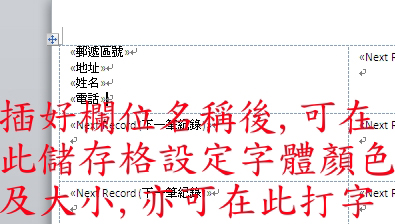 «郵遞區號»
«地址»
«姓名»
«電話»
«Next P
插好欄位名稱後, 可在
«Next Record (下一筆紀錄)
«Next R
此儲存格設定字體顏色
«Next Record (下一筆紀錄»
«Next R
及大小, 亦可在此打字